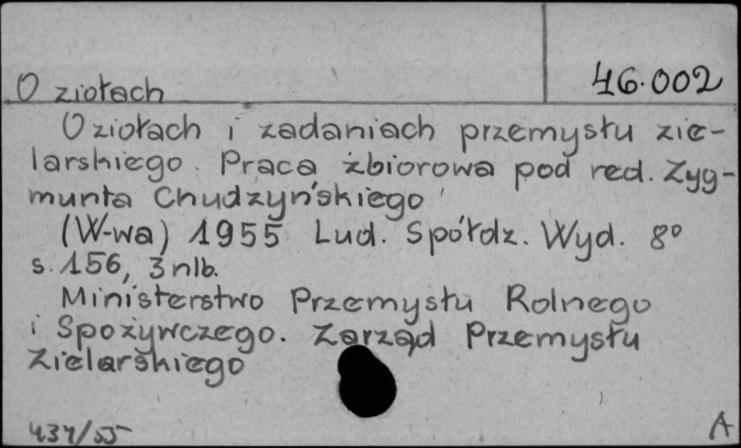 46.002
O ziołach
O ziołach i zadaniach przemysłu zie-
larskiego. Praca zbiorowa pod red. Zyg-
munta Chudzyńskiego
(W-wa) 1955 Lud. Spółdz. Wyd. 8º
s. 156, 3 nlb.
Ministerstwo Przemysłu Rolnego
i Spożywczego. Zarząd Przemysłu
Zielarskiego
437/55
A